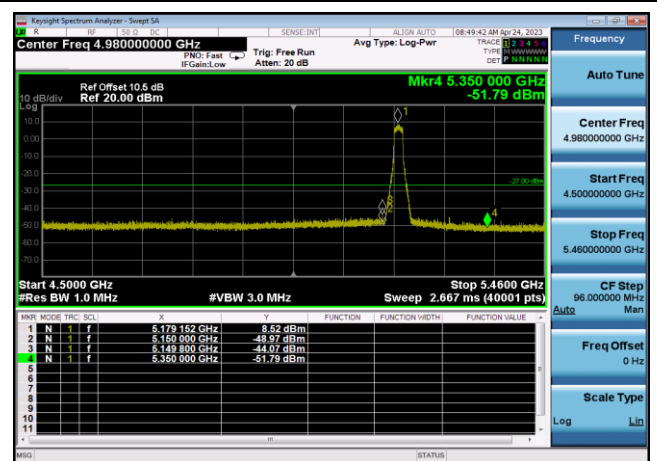 Keysight Spectrum Analyzer - Swept SA
R RF 50 Ω DC SENSE:INT ALIGN AUTO 08:49:42 AM Apr 24, 2023
Center Freq 4.980000000 GHz
PNO: Fast
IFGain:Low
Trig: Free Run
Atten: 20 dB
Avg Type: Log-Pwr
TRACE 1 2 3 4 5 6
TYPE M W W W W W
DET P N N N N N
Ref Offset 10.5 dB
10 dB/div Ref 20.00 dBm
Log
Mkr4 5.350 000 GHz
-51.79 dBm
10.0
0.00
-10.0
-20.0
-30.0
-40.0
-50.0
-60.0
-70.0
1
-27.00 dBm
3
2
4
Start 4.5000 GHz Stop 5.4600 GHz
#Res BW 1.0 MHz #VBW 3.0 MHz Sweep 2.667 ms (40001 pts)
MKR MODE TRC SCL X Y FUNCTION FUNCTION WIDTH FUNCTION VALUE
1 N 1 f 5.179 152 GHz 8.52 dBm
2 N 1 f 5.150 000 GHz -48.97 dBm
3 N 1 f 5.149 800 GHz -44.07 dBm
4 N 1 f 5.350 000 GHz -51.79 dBm
5
6
7
8
9
10
11
MSG STATUS
Frequency
Auto Tune
Center Freq
4.980000000 GHz
Start Freq
4.500000000 GHz
Stop Freq
5.460000000 GHz
CF Step
96.000000 MHz
Auto Man
Freq Offset
0 Hz
Scale Type
Log Lin